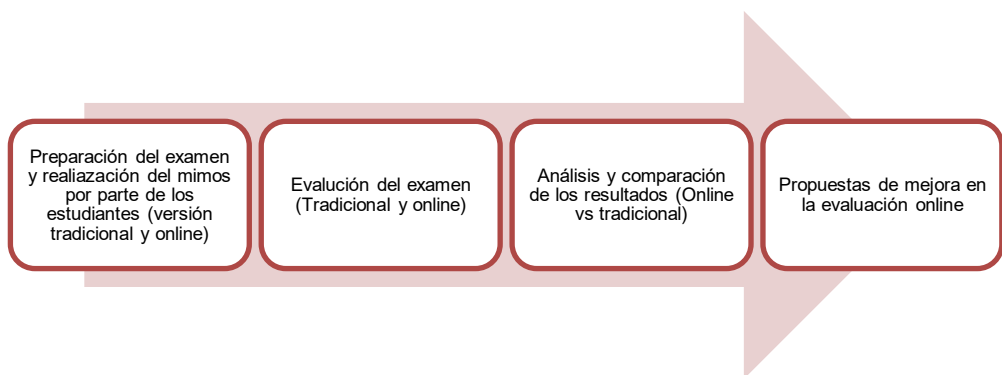 Preparación del examen
y realiazación del mimos
por parte de los
estudiantes (versión
tradicional y online)
Evalución del examen
(Tradicional y online)
Análisis y comparación
de los resultados (Online
vs tradicional)
Propuestas de mejora en
la evaluación online